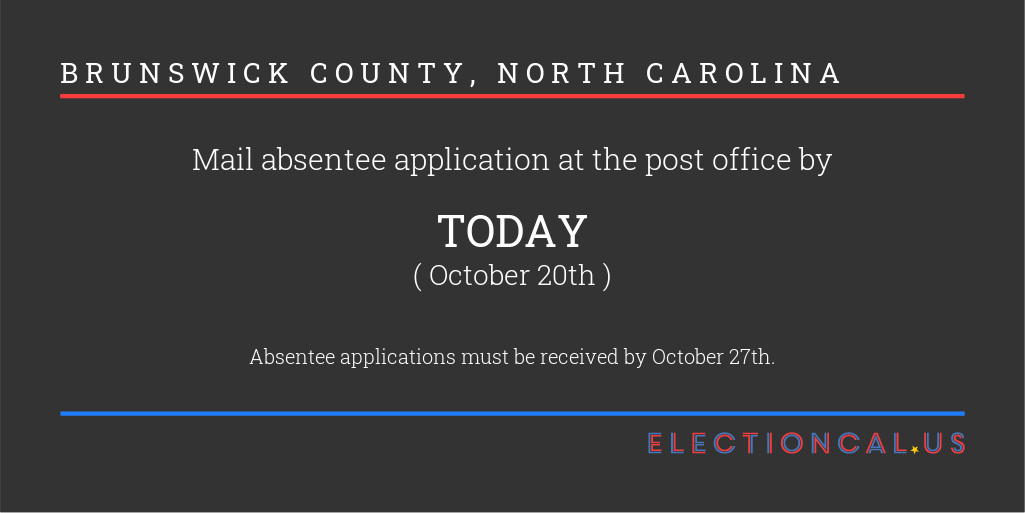 BRUNSWICK COUNTY, NORTH CAROLINA
Mail absentee application at the post office by
TODAY
( October 20th )
Absentee applications must be received by October 27th.
ELECTIONCAL.US